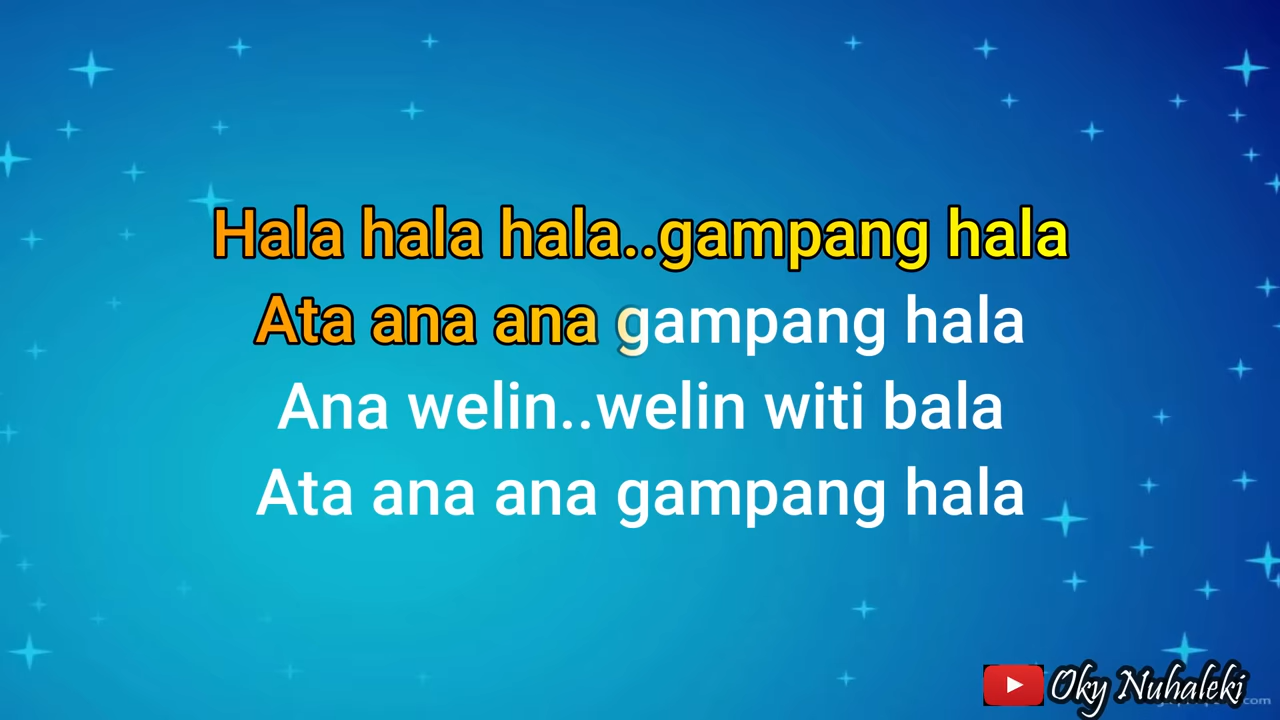 Hala hala hala..gampang hala
Ata ana ana gampang hala
Ana welin..welin witi bala
Ata ana ana gampang hala
Oky Nuhaleki